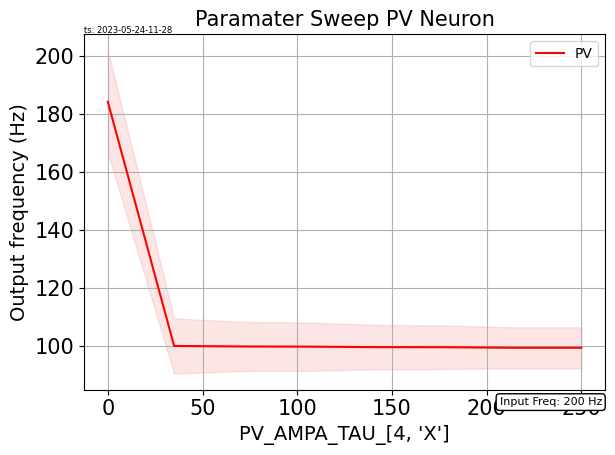 Paramater Sweep PV Neuron
ts: 2023-05-24-11-28
PV
Output frequency (Hz)
200
180
160
140
120
100
0 50 100 150 200 250
Input Freq: 200 Hz
PV_AMPA_TAU_[4, 'X']